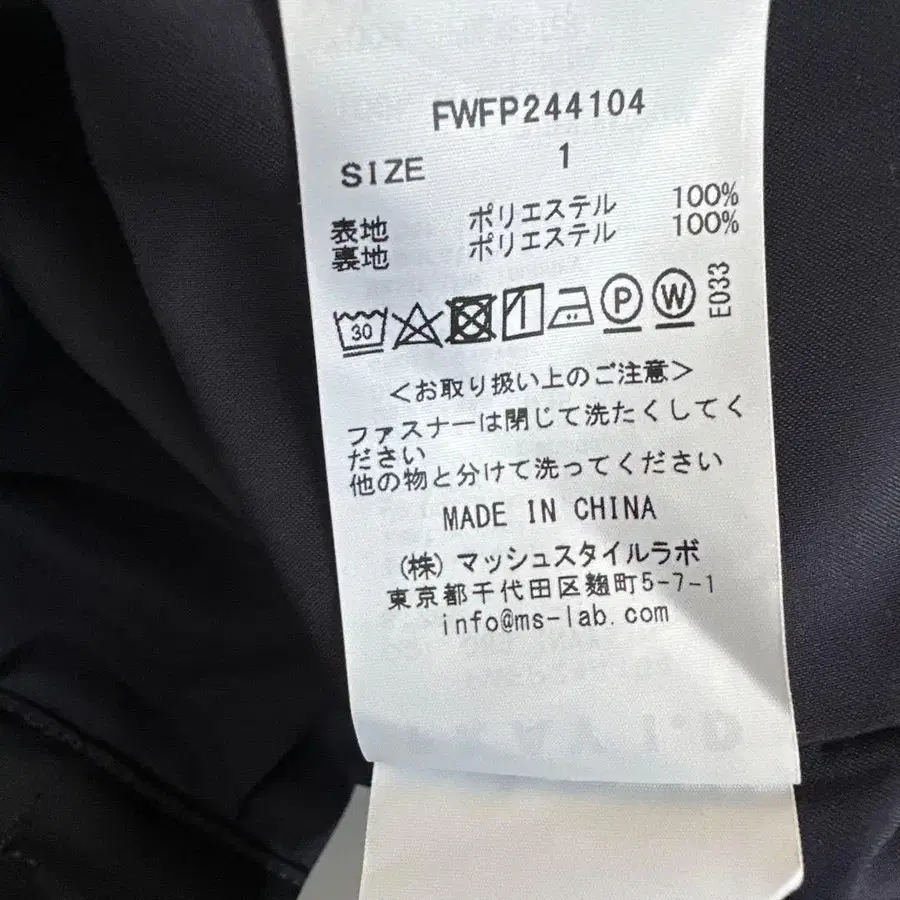 FWFP244104
SIZE 1
表地 ポリエステル 100%
裏地 ポリエステル 100%
30 P W E033
＜お取り扱い上のご注意＞
ファスナーは閉じて洗たくしてく
ださい
他の物と分けて洗ってください
MADE IN CHINA
(株)マッシュスタイルラボ
東京都千代田区麹町5-7-1
info@ms-lab.com